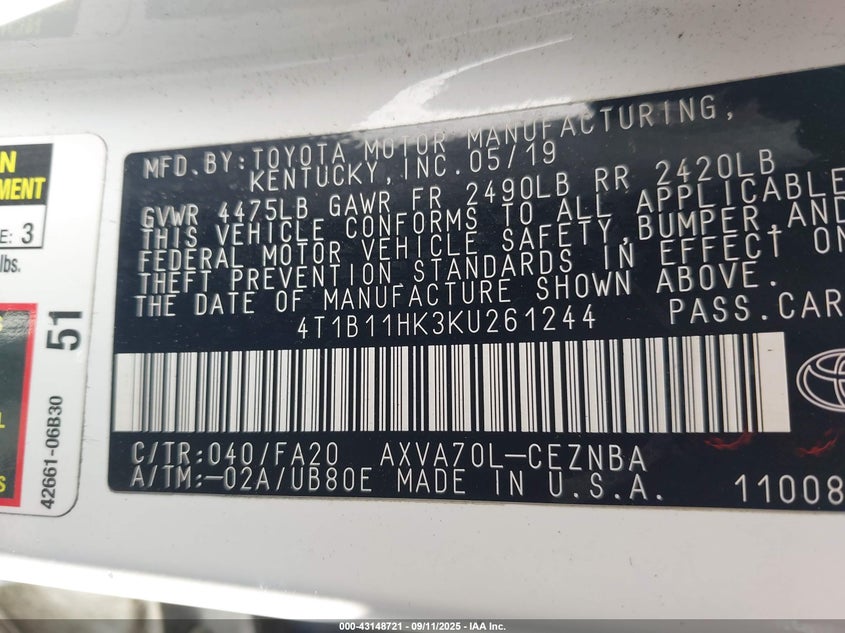 MFD.BY:TOYOTA MOTOR MANUFACTURING,
KENTUCKY,INC.05/19
GVWR 4475LB GAWR FR 2490LB RR 2420LB
THIS VEHICLE CONFORMS TO ALL APPLICABLE
FEDERAL MOTOR VEHICLE SAFETY,BUMPER,AND
THEFT PREVENTION STANDARDS IN EFFECT ON
THE DATE OF MANUFACTURE SHOWN ABOVE.
4T1B11HK3KU261244 PASS.CAR
C/TR:040/FA20 AXVA70L-CEZNBA
A/TM:-02A/UB80E MADE IN U.S.A.
11008
E: 3
lbs.
51
42661-06B30
000-43148721 | 09/11/2025 - IAA Inc.